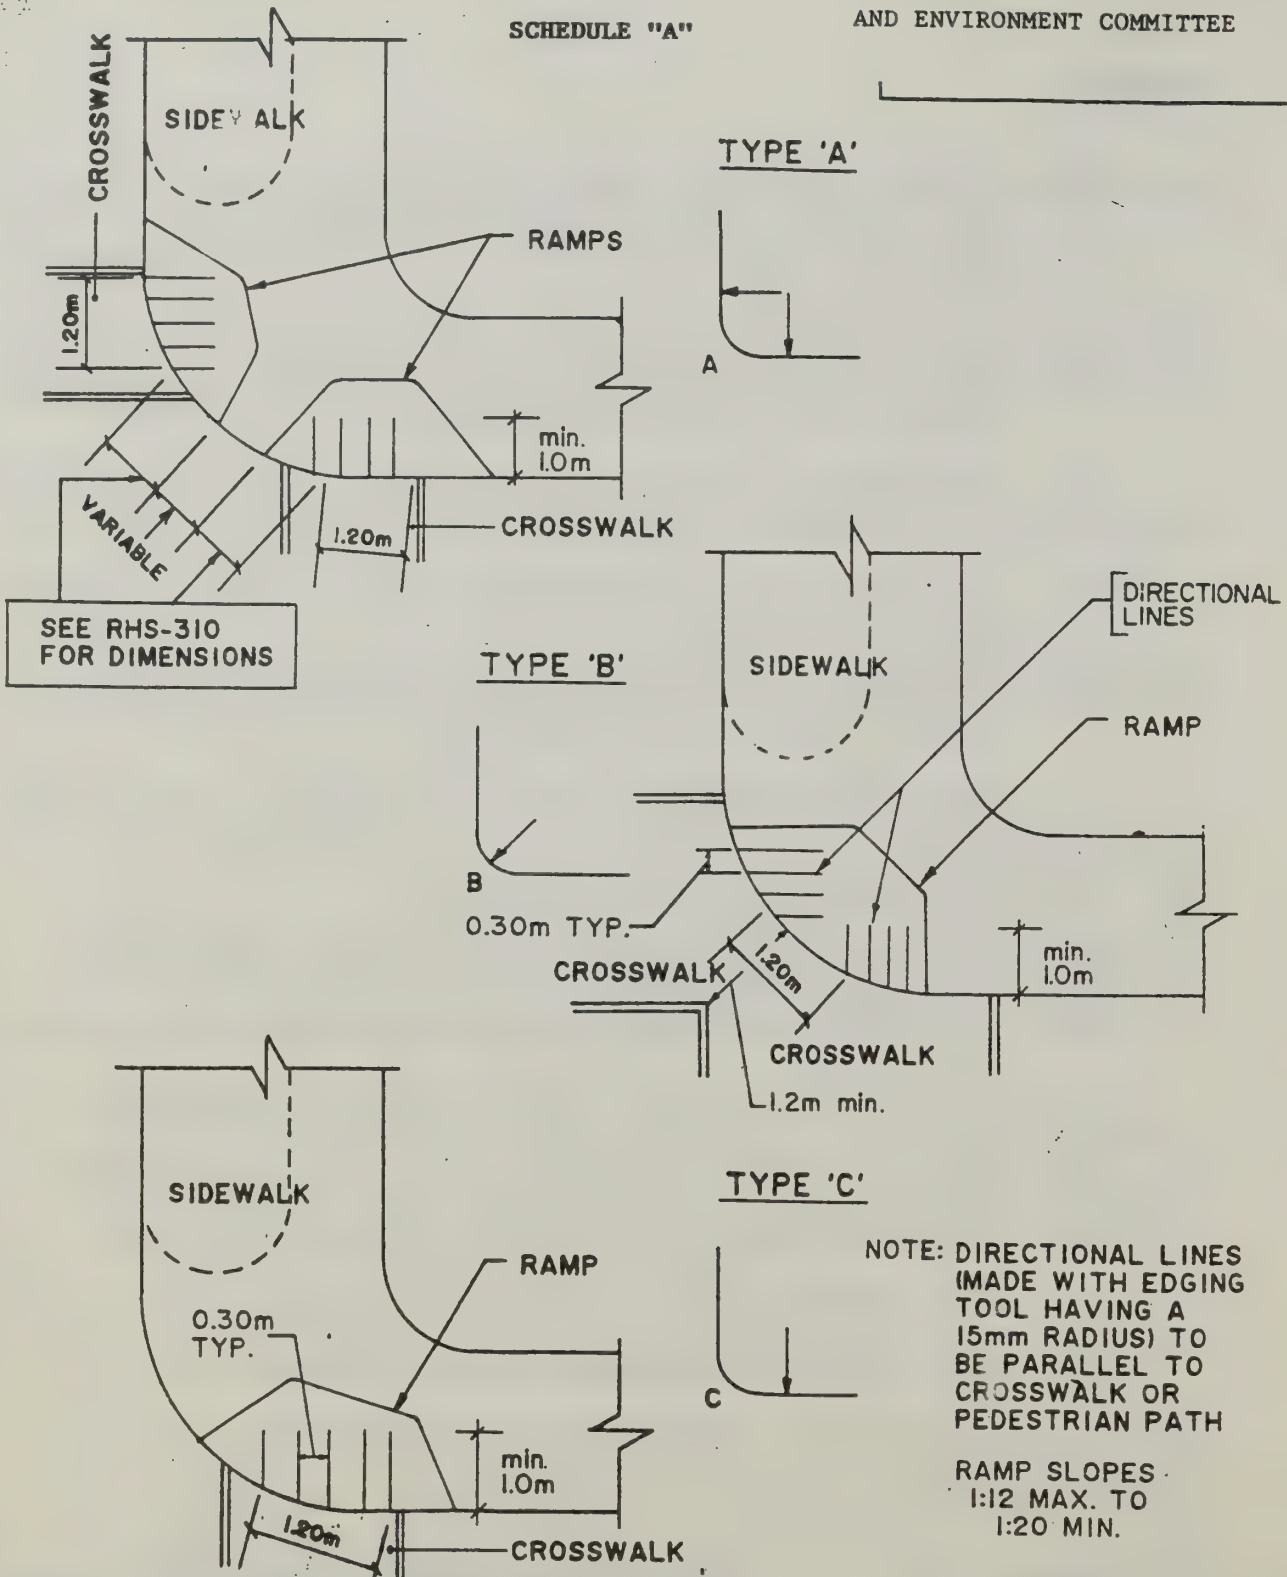 SCHEDULE "A"
AND ENVIRONMENT COMMITTEE
CROSSWALK
SIDEWALK
TYPE 'A'
RAMPS
1.20m
A
min.
1.0m
VARIABLE
1.20m
CROSSWALK
SEE RHS-310
FOR DIMENSIONS
TYPE 'B'
SIDEWALK
DIRECTIONAL
LINES
RAMP
B
0.30m TYP.
CROSSWALK
1.20m
min.
1.0m
CROSSWALK
1.2m min.
TYPE 'C'
SIDEWALK
RAMP
0.30m
TYP.
C
min.
1.0m
1.20m
CROSSWALK
NOTE: DIRECTIONAL LINES
(MADE WITH EDGING
TOOL HAVING A
15mm RADIUS) TO
BE PARALLEL TO
CROSSWALK OR
PEDESTRIAN PATH
RAMP SLOPES
1:12 MAX. TO
1:20 MIN.